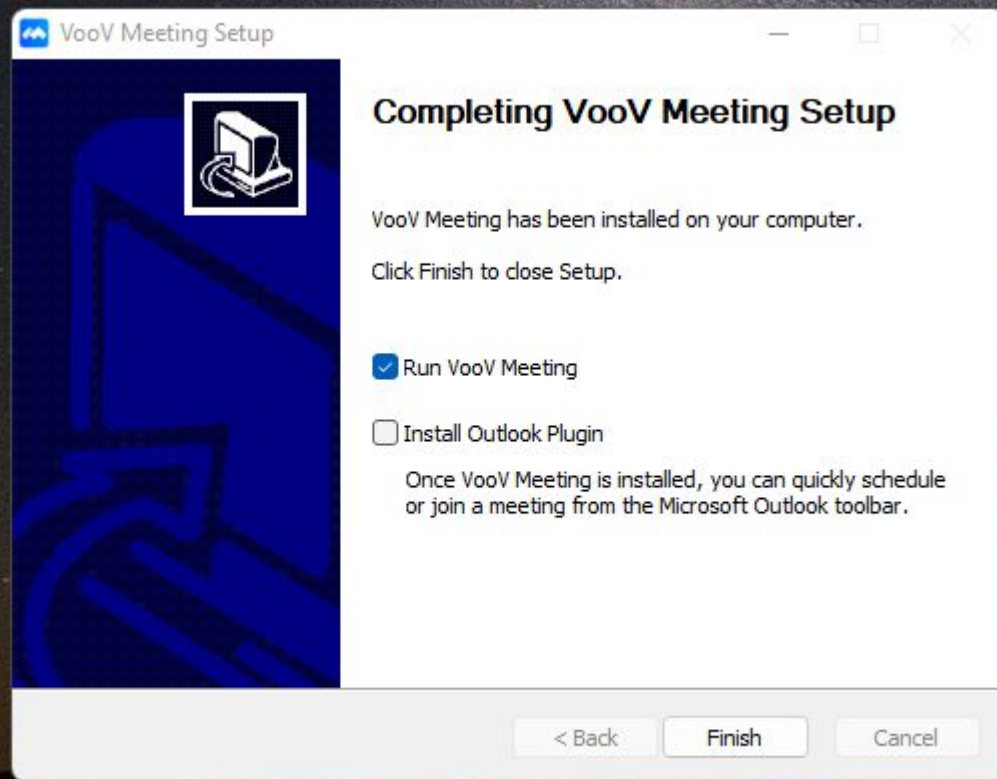 VooV Meeting Setup
Completing VooV Meeting Setup
VooV Meeting has been installed on your computer.
Click Finish to close Setup.
Run VooV Meeting
Install Outlook Plugin
Once VooV Meeting is installed, you can quickly schedule
or join a meeting from the Microsoft Outlook toolbar.
< Back
Finish
Cancel